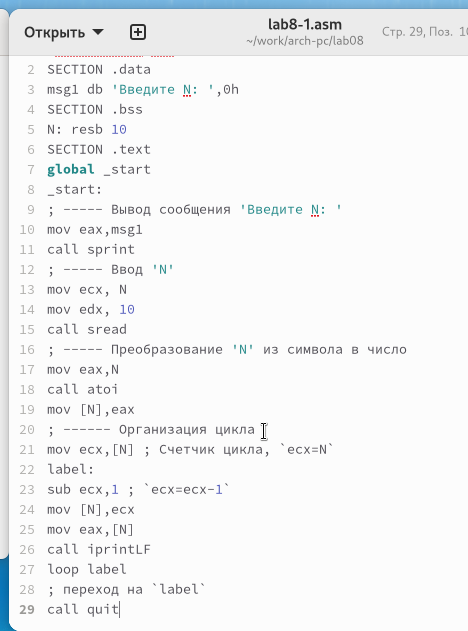 Открыть
lab8-1.asm
~/work/arch-pc/lab08
Стр. 29, Поз.
2 SECTION .data
3 msg1 db 'Введите N: ',0h
4 SECTION .bss
5 N: resb 10
6 SECTION .text
7 global _start
8 _start:
9 ; ----- Вывод сообщения 'Введите N: '
10 mov eax,msg1
11 call sprint
12 ; ----- Ввод 'N'
13 mov ecx, N
14 mov edx, 10
15 call sread
16 ; ----- Преобразование 'N' из символа в число
17 mov eax,N
18 call atoi
19 mov [N],eax
20 ; ------ Организация цикла
21 mov ecx,[N] ; Счетчик цикла, `ecx=N`
22 label:
23 sub ecx,1 ; `ecx=ecx-1`
24 mov [N],ecx
25 mov eax,[N]
26 call iprintLF
27 loop label
28 ; переход на `label`
29 call quit